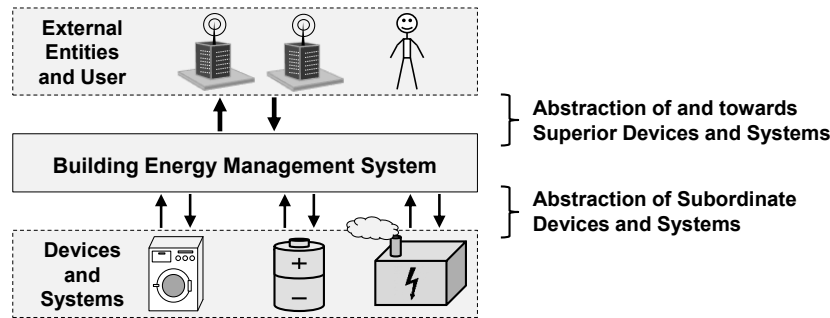 External
Entities
and User
Abstraction of and towards
Superior Devices and Systems
Building Energy Management System
Abstraction of Subordinate
Devices and Systems
Devices
and
Systems
+
−